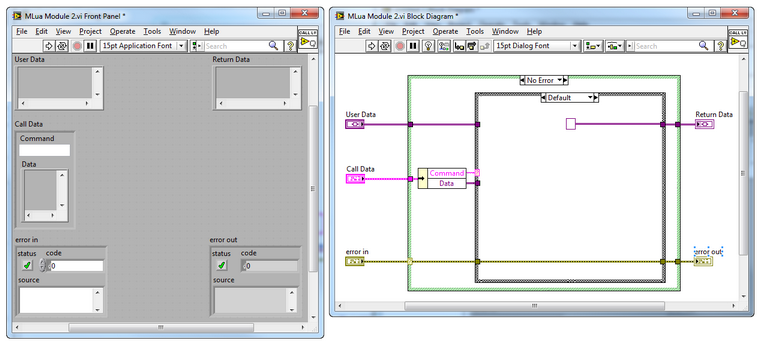 MLua Module 2.vi Front Panel *
File Edit View Project Operate Tools Window Help
15pt Application Font
Search
CALL LV
User Data
Return Data
Call Data
Command
Data
error in
status code
0
source
error out
status code
0
source
MLua Module 2.vi Block Diagram *
File Edit View Project Operate Tools Window Help
15pt Dialog Font
Search
CALL LV
No Error
Default
User Data
Return Data
Call Data
Command
Data
error in
error out